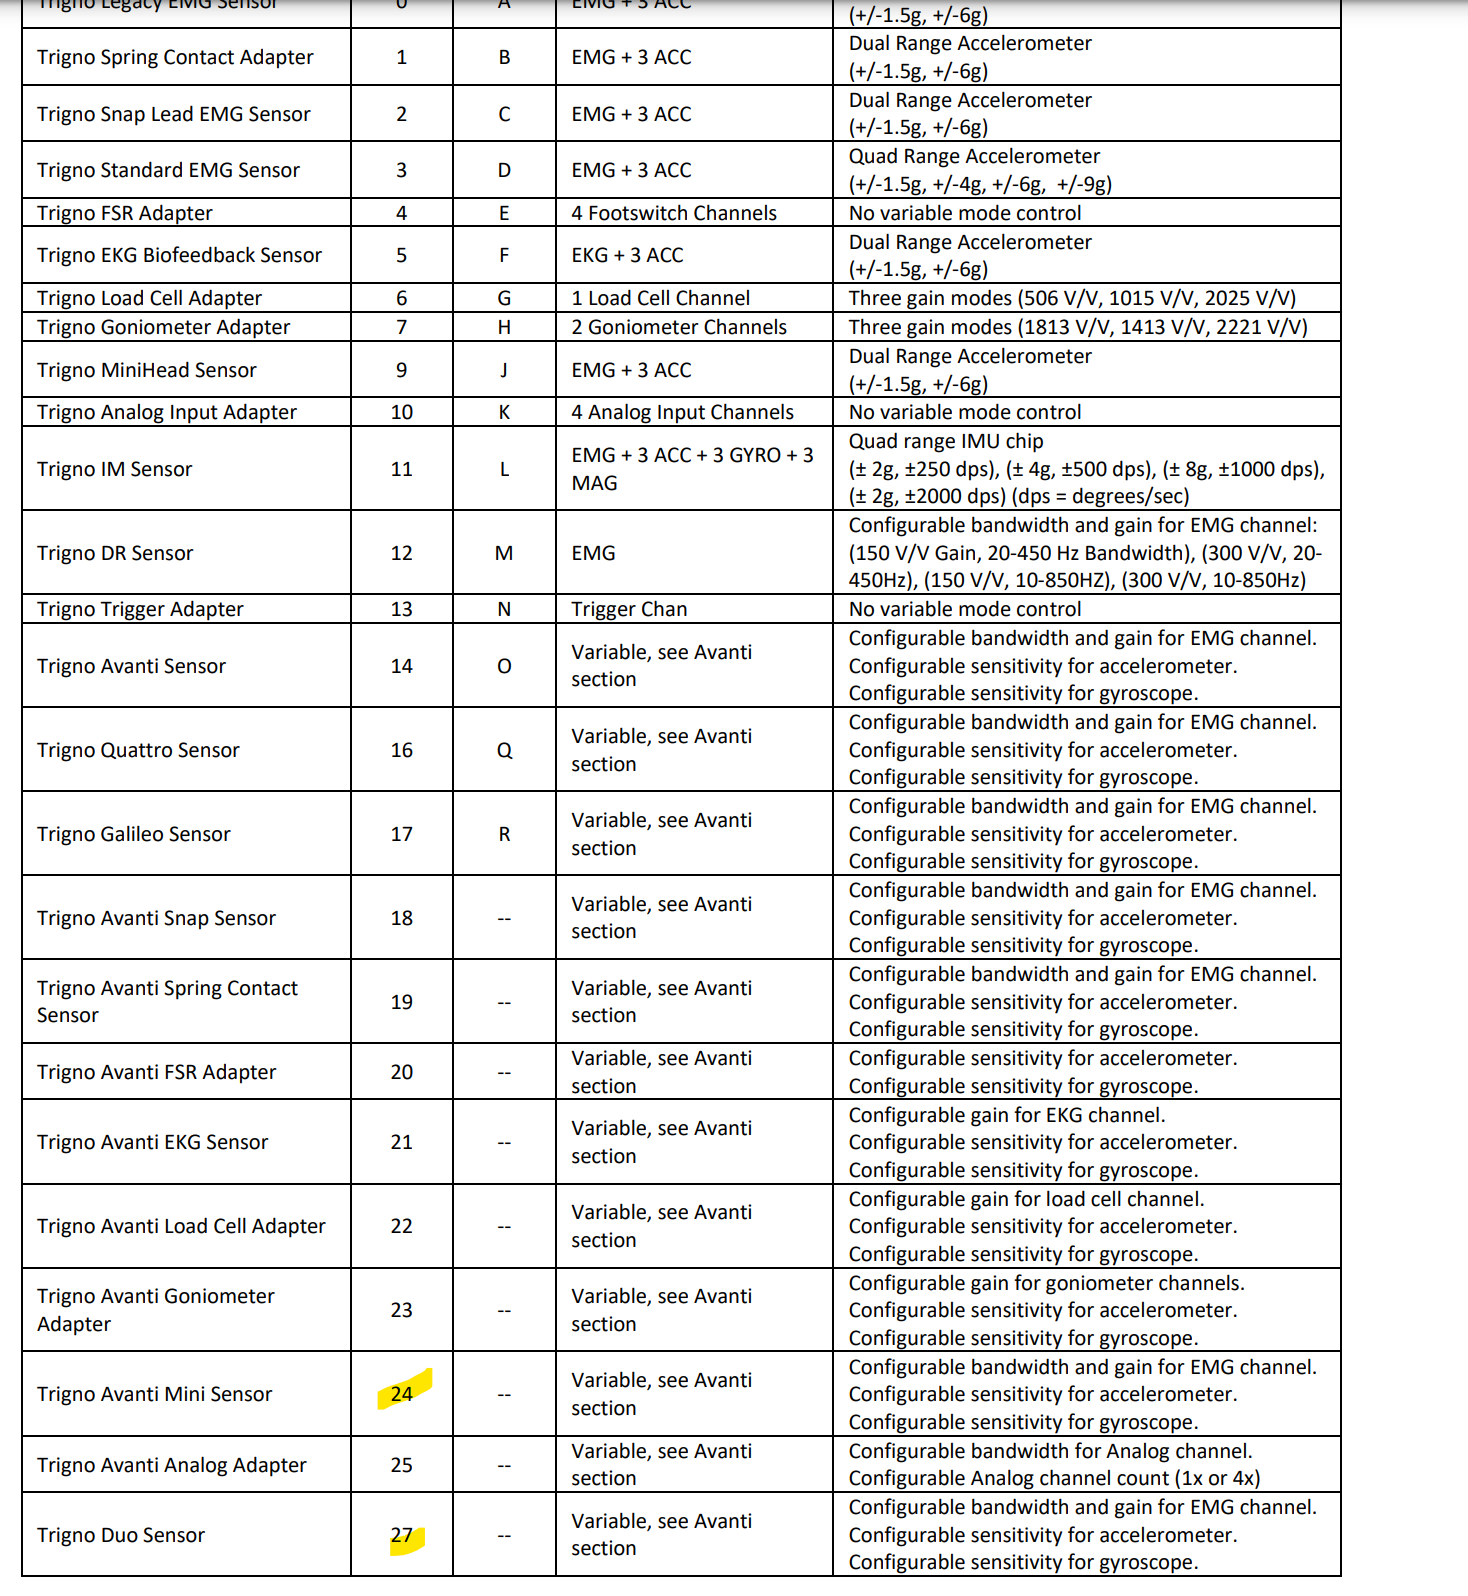 Trigno Legacy EMG Sensor 0 A EMG + 3 ACC
(+/-1.5g, +/-6g)
Trigno Spring Contact Adapter 1 B EMG + 3 ACC Dual Range Accelerometer
(+/-1.5g, +/-6g)
Trigno Snap Lead EMG Sensor 2 C EMG + 3 ACC Dual Range Accelerometer
(+/-1.5g, +/-6g)
Trigno Standard EMG Sensor 3 D EMG + 3 ACC Quad Range Accelerometer
(+/-1.5g, +/-4g, +/-6g, +/-9g)
Trigno FSR Adapter 4 E 4 Footswitch Channels No variable mode control
Trigno EKG Biofeedback Sensor 5 F EKG + 3 ACC Dual Range Accelerometer
(+/-1.5g, +/-6g)
Trigno Load Cell Adapter 6 G 1 Load Cell Channel Three gain modes (506 V/V, 1015 V/V, 2025 V/V)
Trigno Goniometer Adapter 7 H 2 Goniometer Channels Three gain modes (1813 V/V, 1413 V/V, 2221 V/V)
Trigno MiniHead Sensor 9 J EMG + 3 ACC Dual Range Accelerometer
(+/-1.5g, +/-6g)
Trigno Analog Input Adapter 10 K 4 Analog Input Channels No variable mode control
Trigno IM Sensor 11 L EMG + 3 ACC + 3 GYRO + 3
MAG
Quad range IMU chip
(± 2g, ±250 dps), (± 4g, ±500 dps), (± 8g, ±1000 dps),
(± 2g, ±2000 dps) (dps = degrees/sec)
Trigno DR Sensor 12 M EMG
Configurable bandwidth and gain for EMG channel:
(150 V/V Gain, 20-450 Hz Bandwidth), (300 V/V, 20-
450Hz), (150 V/V, 10-850HZ), (300 V/V, 10-850Hz)
Trigno Trigger Adapter 13 N Trigger Chan No variable mode control
Trigno Avanti Sensor 14 O Variable, see Avanti
section
Configurable bandwidth and gain for EMG channel.
Configurable sensitivity for accelerometer.
Configurable sensitivity for gyroscope.
Trigno Quattro Sensor 16 Q Variable, see Avanti
section
Configurable bandwidth and gain for EMG channel.
Configurable sensitivity for accelerometer.
Configurable sensitivity for gyroscope.
Trigno Galileo Sensor 17 R Variable, see Avanti
section
Configurable bandwidth and gain for EMG channel.
Configurable sensitivity for accelerometer.
Configurable sensitivity for gyroscope.
Trigno Avanti Snap Sensor 18 -- Variable, see Avanti
section
Configurable bandwidth and gain for EMG channel.
Configurable sensitivity for accelerometer.
Configurable sensitivity for gyroscope.
Trigno Avanti Spring Contact
Sensor
19 -- Variable, see Avanti
section
Configurable bandwidth and gain for EMG channel.
Configurable sensitivity for accelerometer.
Configurable sensitivity for gyroscope.
Trigno Avanti FSR Adapter 20 -- Variable, see Avanti
section
Configurable sensitivity for accelerometer.
Configurable sensitivity for gyroscope.
Trigno Avanti EKG Sensor 21 -- Variable, see Avanti
section
Configurable gain for EKG channel.
Configurable sensitivity for accelerometer.
Configurable sensitivity for gyroscope.
Trigno Avanti Load Cell Adapter 22 -- Variable, see Avanti
section
Configurable gain for load cell channel.
Configurable sensitivity for accelerometer.
Configurable sensitivity for gyroscope.
Trigno Avanti Goniometer
Adapter
23 -- Variable, see Avanti
section
Configurable gain for goniometer channels.
Configurable sensitivity for accelerometer.
Configurable sensitivity for gyroscope.
Trigno Avanti Mini Sensor 24 -- Variable, see Avanti
section
Configurable bandwidth and gain for EMG channel.
Configurable sensitivity for accelerometer.
Configurable sensitivity for gyroscope.
Trigno Avanti Analog Adapter 25 -- Variable, see Avanti
section
Configurable bandwidth for Analog channel.
Configurable Analog channel count (1x or 4x)
Trigno Duo Sensor 27 -- Variable, see Avanti
section
Configurable bandwidth and gain for EMG channel.
Configurable sensitivity for accelerometer.
Configurable sensitivity for gyroscope.